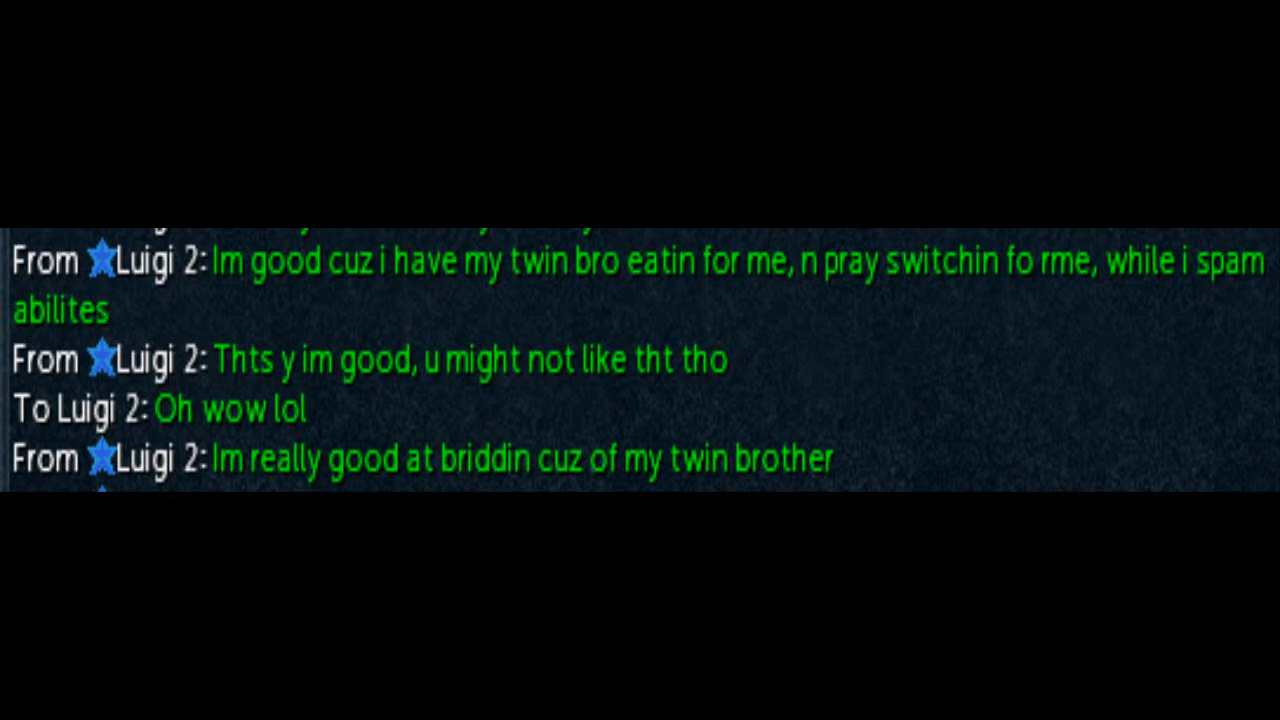 From Luigi 2: Im good cuz i have my twin bro eatin for me, n pray switchin fo rme, while i spam
abilites
From Luigi 2: Thts y im good, u might not like tht tho
To Luigi 2: Oh wow lol
From Luigi 2: Im really good at briddin cuz of my twin brother